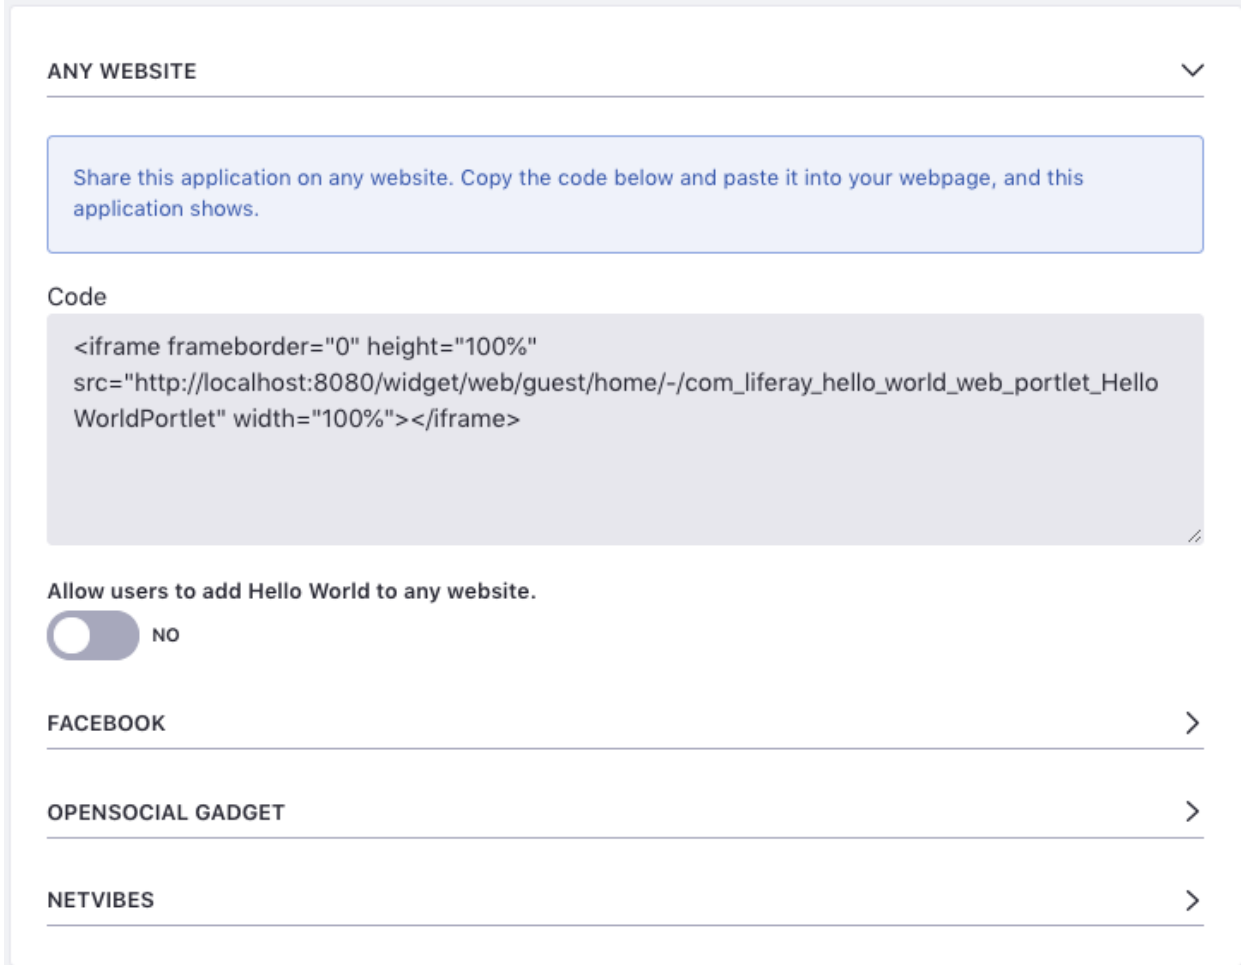 ANY WEBSITE
Share this application on any website. Copy the code below and paste it into your webpage, and this
application shows.
Code
<iframe frameborder="0" height="100%"
src="http://localhost:8080/widget/web/guest/home/-/com_liferay_hello_world_web_portlet_Hello
WorldPortlet" width="100%"></iframe>
Allow users to add Hello World to any website.
NO
FACEBOOK
OPENSOCIAL GADGET
NETVIBES